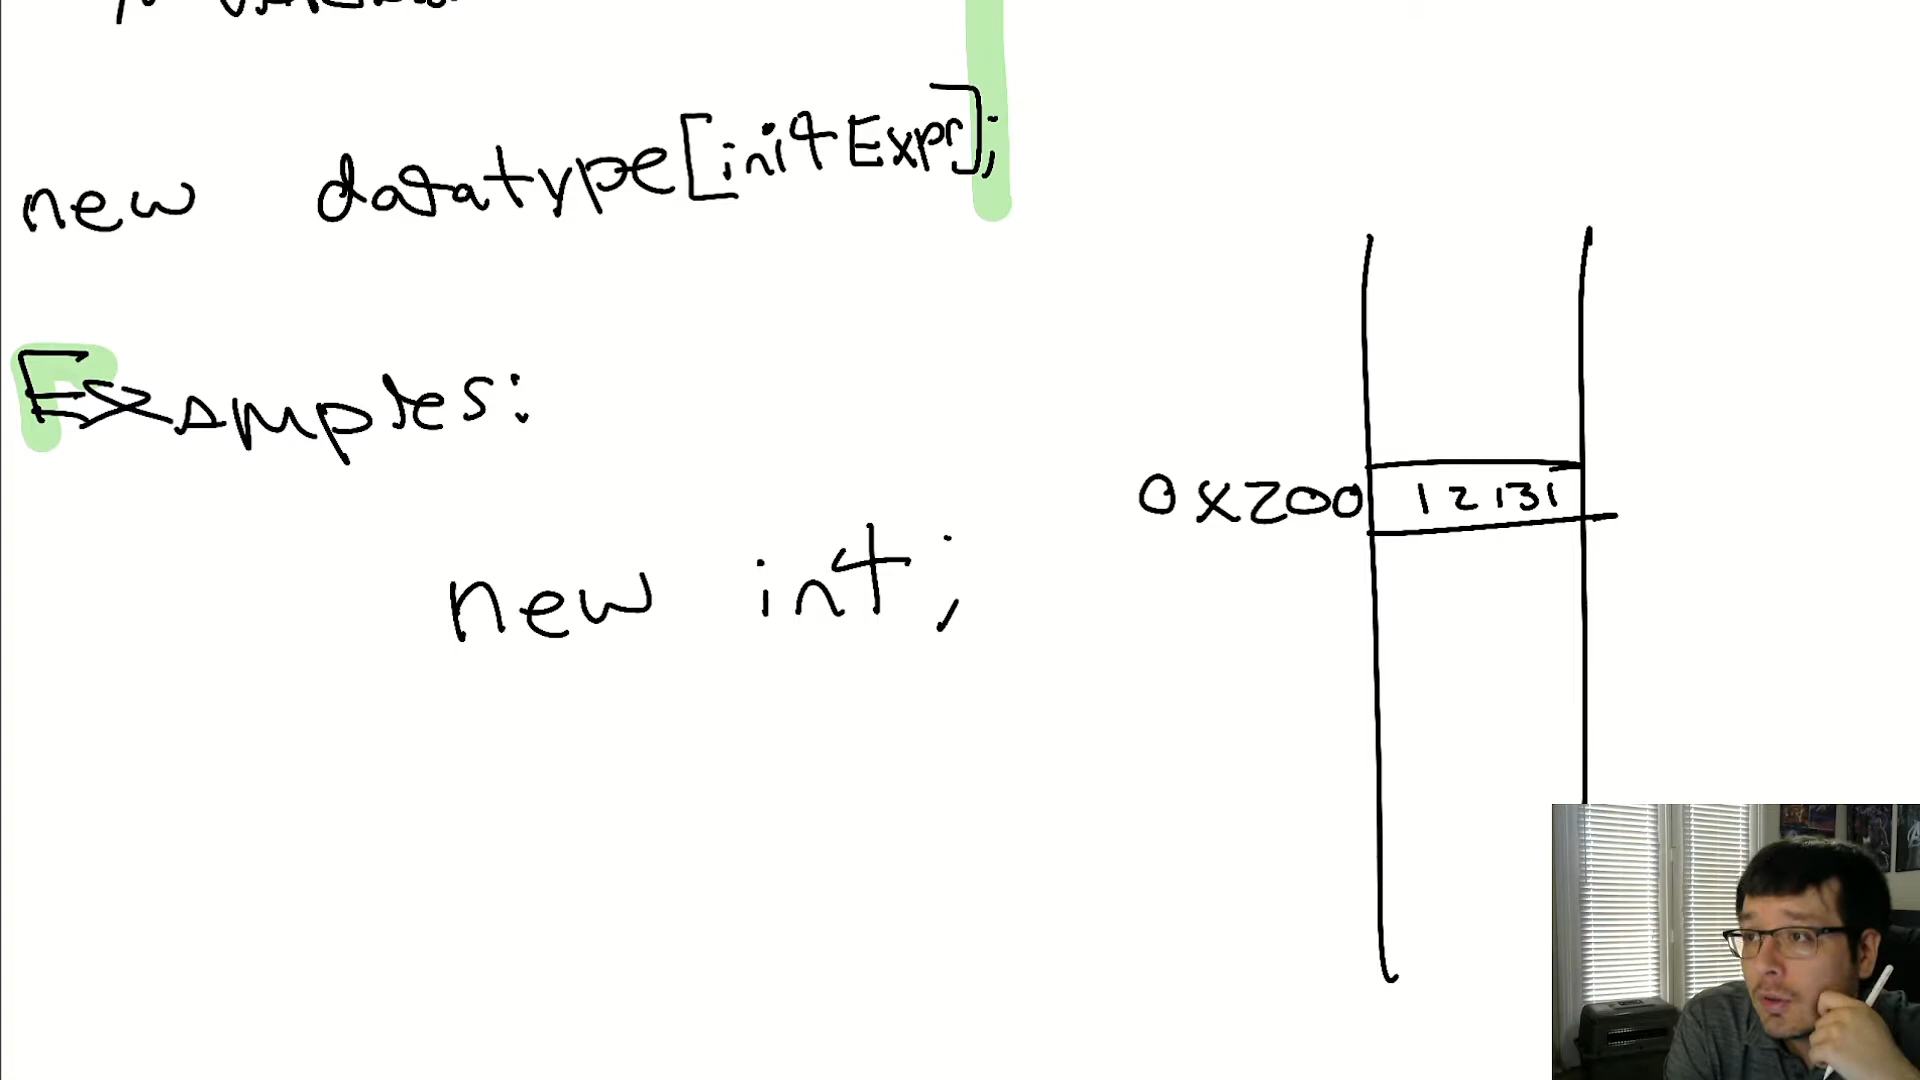 new datatype[initExpr];
Examples:
0x200 12131
new int;